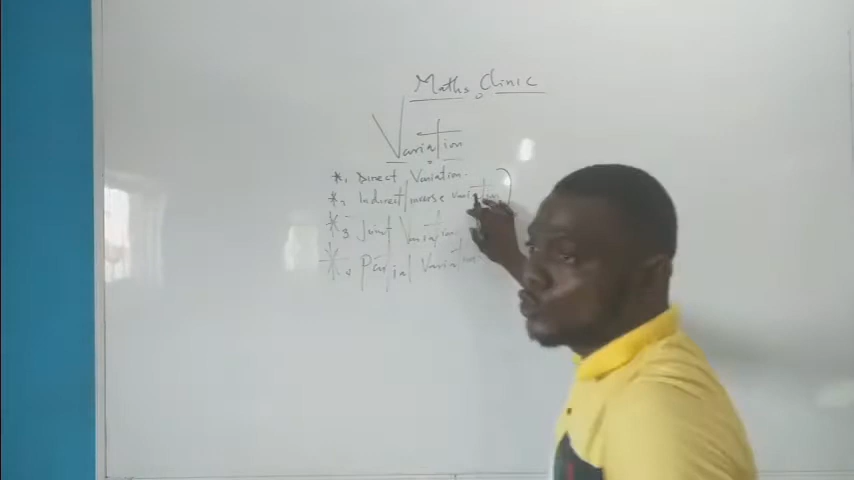 Maths Clinic
Variation
*1 Direct Variation.
*2 Indirect/inverse variation
*3 Joint Variation
*4 Partial Variation